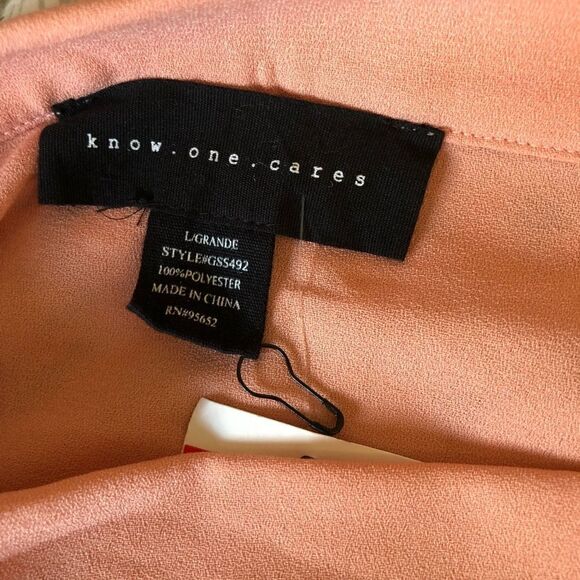 know.one.cares
L/GRANDE
STYLE#GSS492
100%POLYESTER
MADE IN CHINA
RN#95652